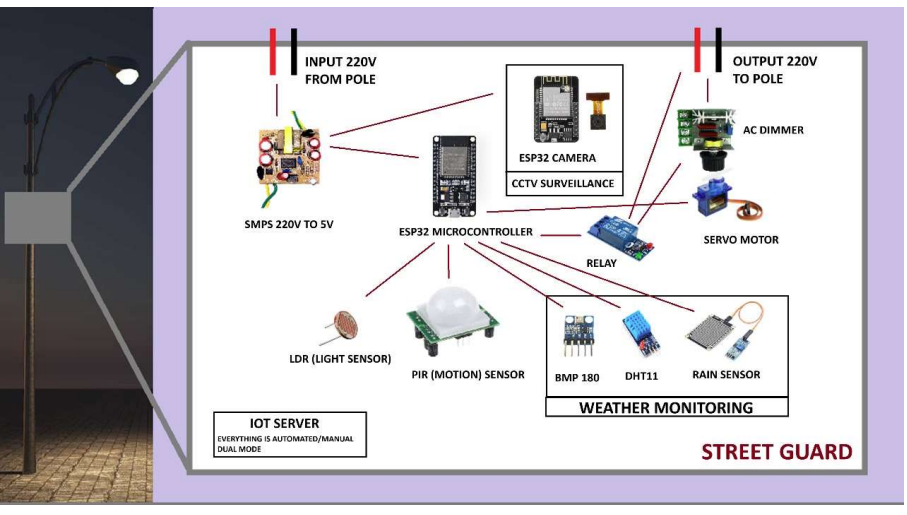 INPUT 220V
FROM POLE
OUTPUT 220V
TO POLE
AC DIMMER
ESP32 CAMERA
CCTV SURVEILLANCE
SMPS 220V TO 5V
ESP32 MICROCONTROLLER
RELAY
SERVO MOTOR
LDR (LIGHT SENSOR)
PIR (MOTION) SENSOR
BMP 180
DHT11
RAIN SENSOR
WEATHER MONITORING
IOT SERVER
EVERYTHING IS AUTOMATED/MANUAL
DUAL MODE
STREET GUARD